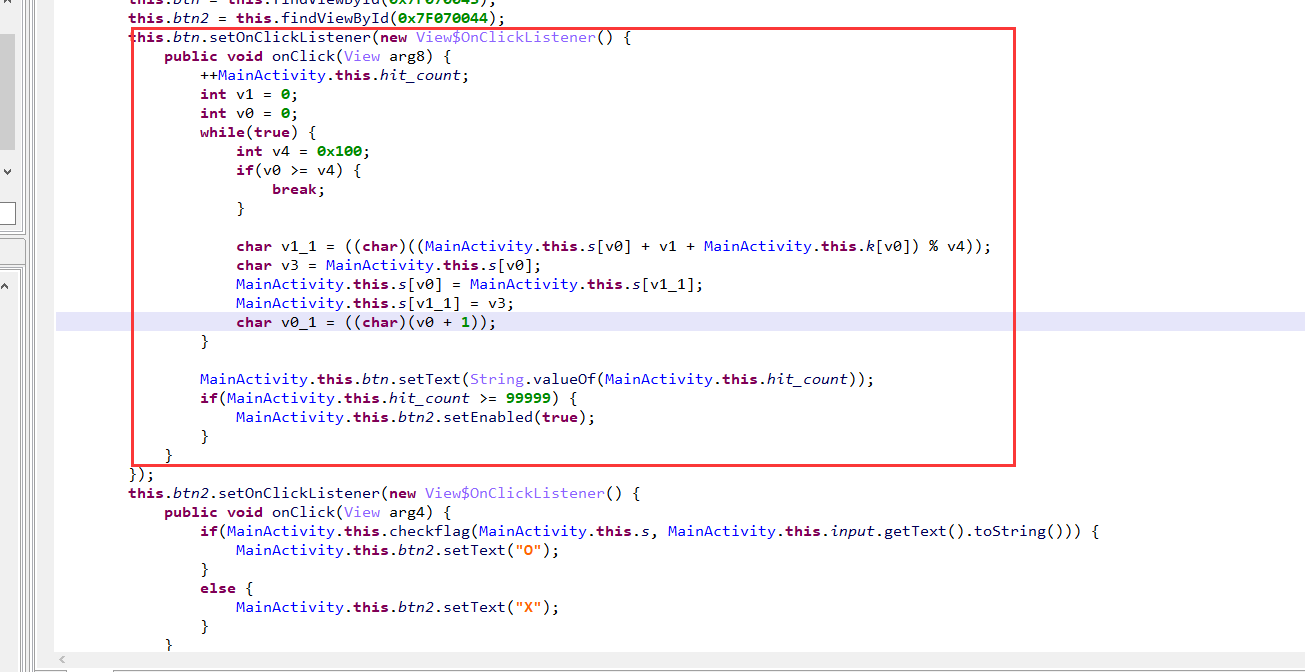 this.btn = this.findViewById(0x7F070043);
this.btn2 = this.findViewById(0x7F070044);
this.btn.setOnClickListener(new View$OnClickListener() {
public void onClick(View arg8) {
++MainActivity.this.hit_count;
int v1 = 0;
int v0 = 0;
while(true) {
int v4 = 0x100;
if(v0 >= v4) {
break;
}
char v1_1 = ((char)((MainActivity.this.s[v0] + v1 + MainActivity.this.k[v0]) % v4));
char v3 = MainActivity.this.s[v0];
MainActivity.this.s[v0] = MainActivity.this.s[v1_1];
MainActivity.this.s[v1_1] = v3;
char v0_1 = ((char)(v0 + 1));
}
MainActivity.this.btn.setText(String.valueOf(MainActivity.this.hit_count));
if(MainActivity.this.hit_count >= 99999) {
MainActivity.this.btn2.setEnabled(true);
}
}
});
this.btn2.setOnClickListener(new View$OnClickListener() {
public void onClick(View arg4) {
if(MainActivity.this.checkflag(MainActivity.this.s, MainActivity.this.input.getText().toString())) {
MainActivity.this.btn2.setText("O");
}
else {
MainActivity.this.btn2.setText("X");
}
}